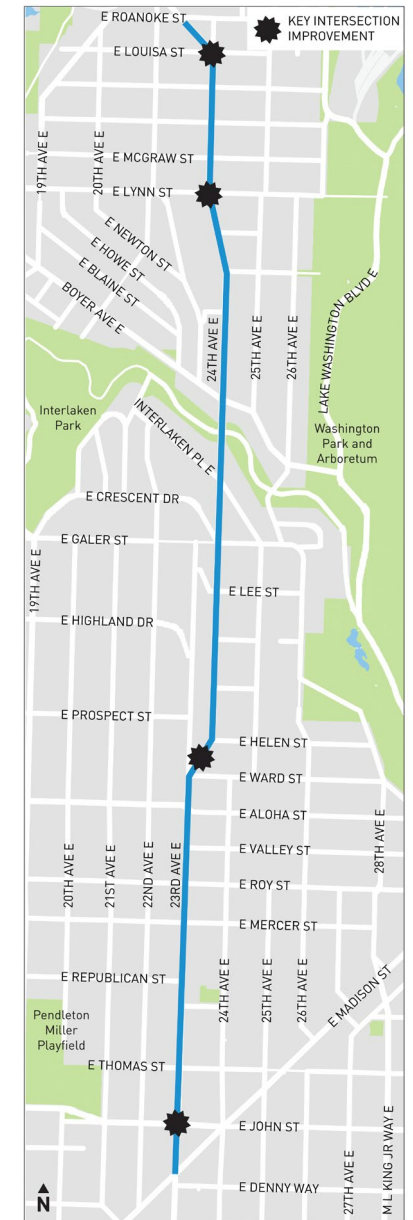 E ROANOKE ST
KEY INTERSECTION
IMPROVEMENT
E LOUISA ST
19TH AVE E
20TH AVE E
E MCGRAW ST
E LYNN ST
E NEWTON ST
E HOWE ST
E BLAINE ST
BOYER AVE E
24TH AVE E
25TH AVE E
26TH AVE E
LAKE WASHINGTON BLVD E
Interlaken
Park
INTERLAKEN PL E
Washington
Park and
Arboretum
E CRESCENT DR
E GALER ST
19TH AVE E
E LEE ST
E HIGHLAND DR
E PROSPECT ST
E HELEN ST
E WARD ST
E ALOHA ST
E VALLEY ST
20TH AVE E
21ST AVE E
22ND AVE E
23RD AVE E
28TH AVE E
E ROY ST
E MERCER ST
E REPUBLICAN ST
24TH AVE E
25TH AVE E
26TH AVE E
E MADISON ST
Pendleton
Miller
Playfield
E THOMAS ST
E JOHN ST
27TH AVE E
M L KING JR WAY E
E DENNY WAY
N